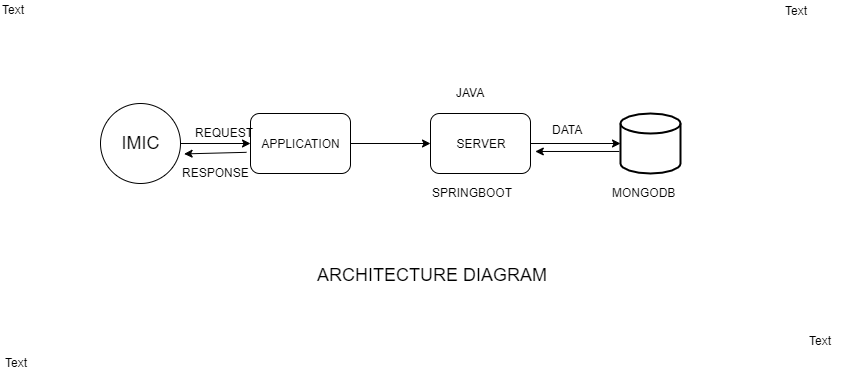 Text
Text
JAVA
REQUEST
DATA
IMIC
APPLICATION
SERVER
RESPONSE
SPRINGBOOT
MONGODB
ARCHITECTURE DIAGRAM
Text
Text